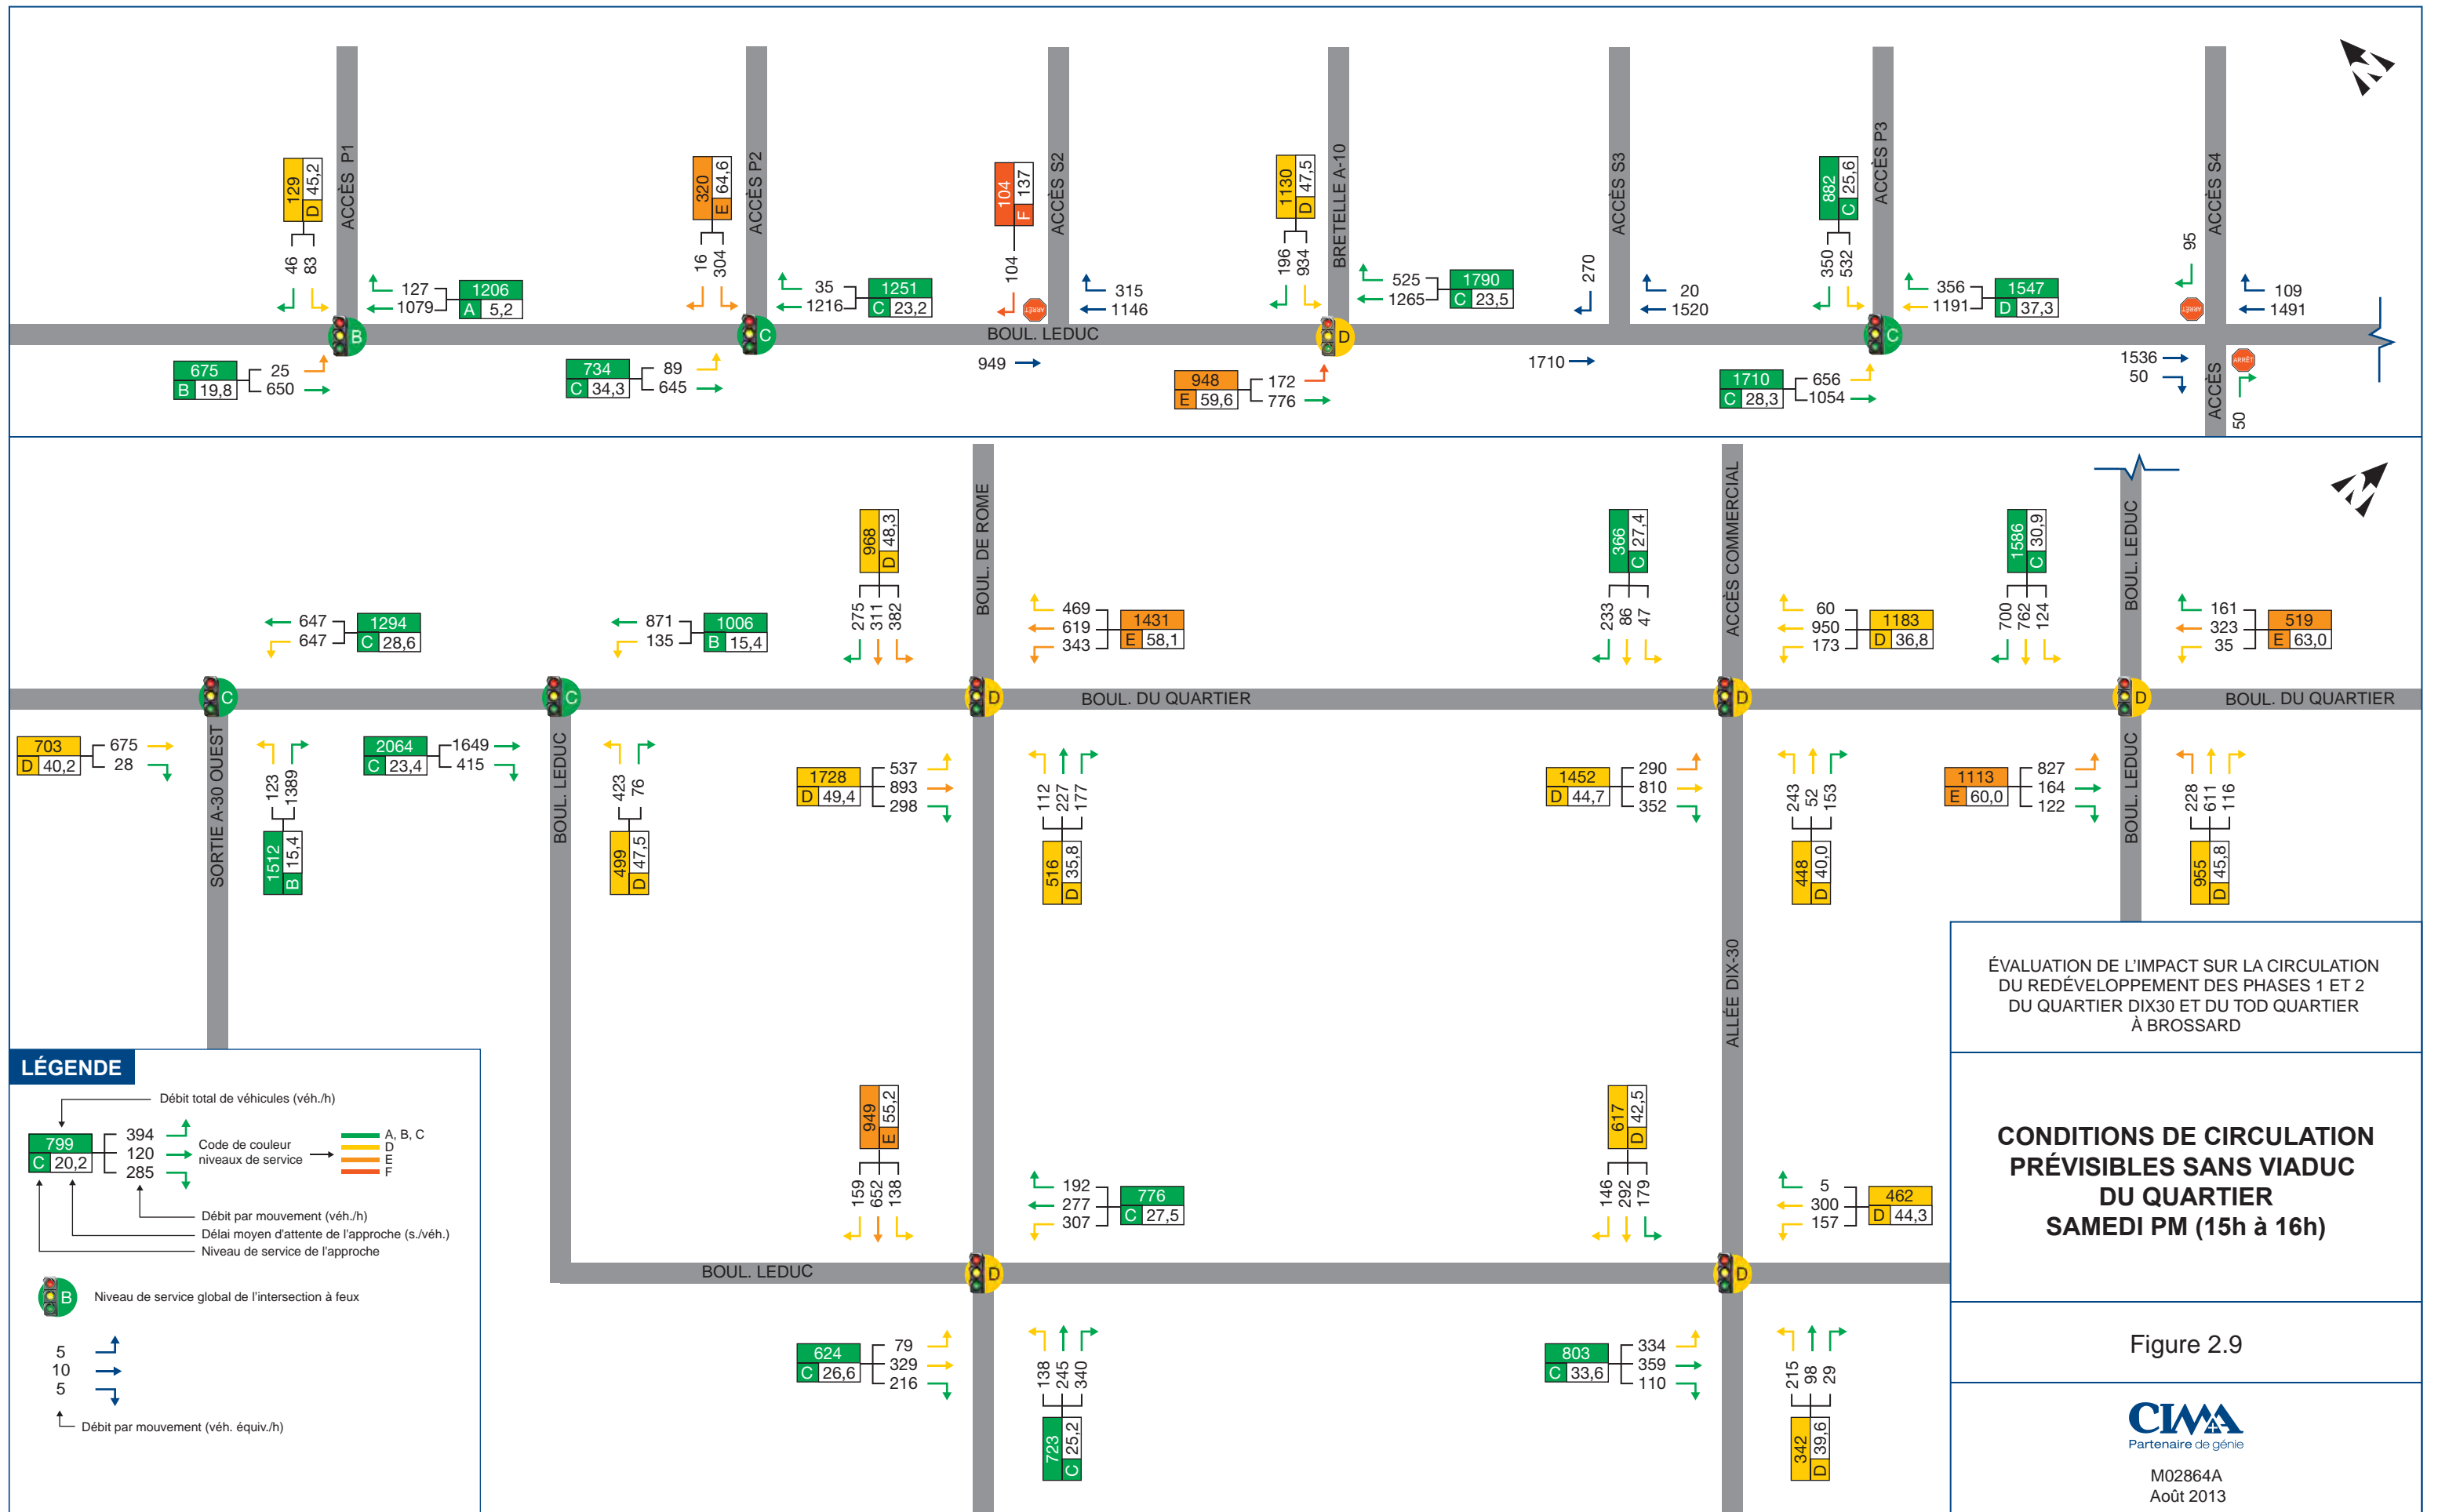 129
D 45,2
46
83
ACCÈS P1
127
1079
1206
A 5,2
B
675
B 19,8
25
650
320
E 64,6
16
304
ACCÈS P2
35
1216
1251
C 23,2
C
734
C 34,3
89
645
104
F 137
104
ACCÈS S2
ARRÊT
315
1146
BOUL. LEDUC
949
1130
D 47,5
196
934
BRETELLE A-10
525
1265
1790
C 23,5
D
948
E 59,6
172
776
270
ACCÈS S3
20
1520
1710
882
C 25,6
350
532
ACCÈS P3
356
1191
1547
D 37,3
C
1710
C 28,3
656
1054
95
ACCÈS S4
ARRÊT
109
1491
1536
50
ACCÈS
ARRÊT
50
647
647
1294
C 28,6
C
703
D 40,2
675
28
SORTIE A-30 OUEST
123
1389
1512
B 15,4
871
135
1006
B 15,4
C
2064
C 23,4
1649
415
BOUL. LEDUC
423
76
499
D 47,5
968
D 48,3
275
311
382
BOUL. DE ROME
469
619
343
1431
E 58,1
D
BOUL. DU QUARTIER
1728
D 49,4
537
893
298
112
227
177
516
D 35,8
366
C 27,4
233
86
47
ACCÈS COMMERCIAL
60
950
173
1183
D 36,8
D
1452
D 44,7
290
810
352
243
52
153
448
D 40,0
1586
C 30,9
700
762
124
BOUL. LEDUC
161
323
35
519
E 63,0
D
BOUL. DU QUARTIER
1113
E 60,0
827
164
122
BOUL. LEDUC
228
611
116
955
D 45,8
ALLÉE DIX-30
949
E 55,2
159
652
138
192
277
307
776
C 27,5
BOUL. LEDUC
D
624
C 26,6
79
329
216
138
245
340
723
C 25,2
617
D 42,5
146
292
179
5
300
157
462
D 44,3
D
803
C 33,6
334
359
110
215
98
29
342
D 39,6
LÉGENDE
Débit total de véhicules (véh./h)
799
C 20,2
394
120
285
Code de couleur
niveaux de service
A, B, C
D
E
F
Débit par mouvement (véh./h)
Délai moyen d'attente de l'approche (s./véh.)
Niveau de service de l'approche
B
Niveau de service global de l'intersection à feux
5
10
5
Débit par mouvement (véh. équiv./h)
ÉVALUATION DE L'IMPACT SUR LA CIRCULATION
DU REDÉVELOPPEMENT DES PHASES 1 ET 2
DU QUARTIER DIX30 ET DU TOD QUARTIER
À BROSSARD
CONDITIONS DE CIRCULATION
PRÉVISIBLES SANS VIADUC
DU QUARTIER
SAMEDI PM (15h à 16h)
Figure 2.9
CIMA+
Partenaire de génie
M02864A
Août 2013